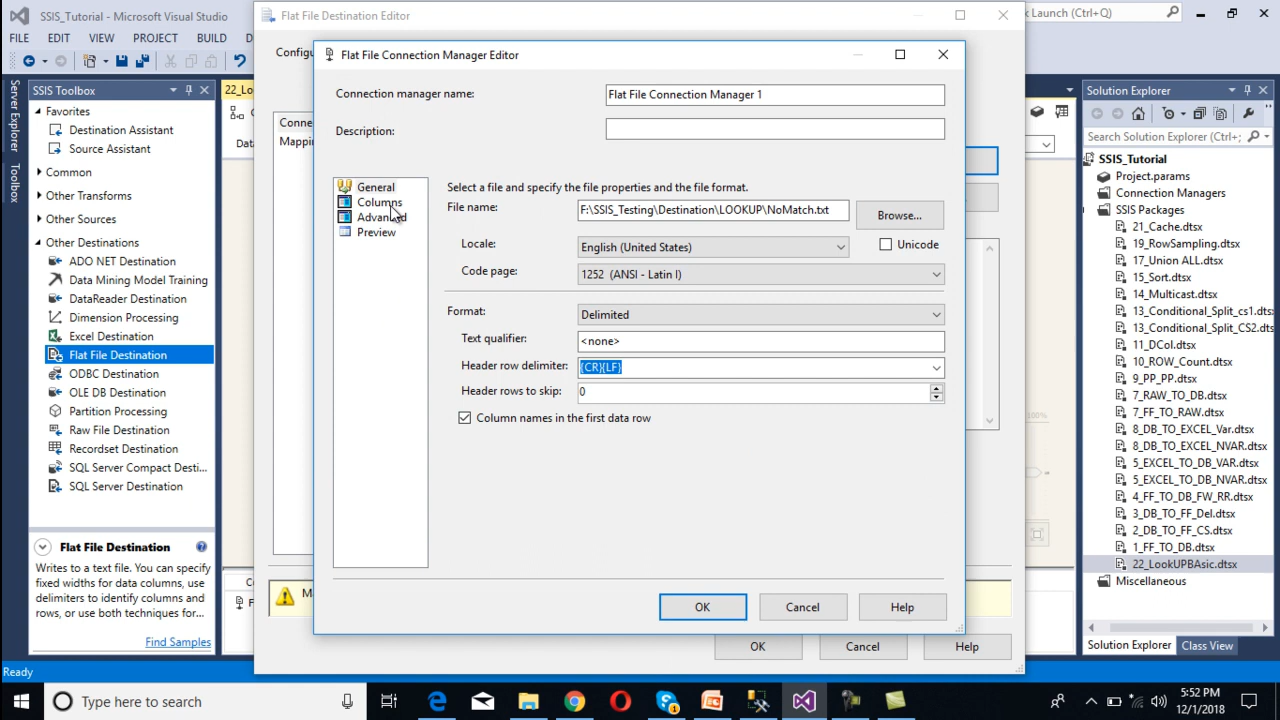 SSIS_Tutorial - Microsoft Visual Studio
Flat File Destination Editor
Launch (Ctrl+Q)
FILE EDIT VIEW PROJECT BUILD
Server Explorer
Toolbox
SSIS Toolbox
Favorites
Destination Assistant
Source Assistant
Common
Other Transforms
Other Sources
Other Destinations
ADO NET Destination
Data Mining Model Training
DataReader Destination
Dimension Processing
Excel Destination
Flat File Destination
ODBC Destination
OLE DB Destination
Partition Processing
Raw File Destination
Recordset Destination
SQL Server Compact Desti...
SQL Server Destination
Flat File Destination
Writes to a text file. You can specify
fixed widths for data columns, use
delimiters to identify columns and
rows, or use both techniques for...
Find Samples
Flat File Connection Manager Editor
Connection manager name:
Flat File Connection Manager 1
Description:
General
Columns
Advanced
Preview
Select a file and specify the file properties and the file format.
File name:
F:\SSIS_Testing\Destination\LOOKUP\NoMatch.txt
Browse...
Locale:
English (United States)
Unicode
Code page:
1252 (ANSI - Latin I)
Format:
Delimited
Text qualifier:
<none>
Header row delimiter:
{CR}{LF}
Header rows to skip:
0
Column names in the first data row
OK Cancel Help
OK Cancel Help
100%
Solution Explorer
Search Solution Explorer (Ctrl+;)
SSIS_Tutorial
Project.params
Connection Managers
SSIS Packages
21_Cache.dtsx
19_RowSampling.dtsx
17_Union ALL.dtsx
15_Sort.dtsx
14_Multicast.dtsx
13_Conditional_Split_cs1.dtsx
13_Conditional_Split_CS2.dtsx
11_DCol.dtsx
10_ROW_Count.dtsx
9_PP_PP.dtsx
7_RAW_TO_DB.dtsx
7_FF_TO_RAW.dtsx
8_DB_TO_EXCEL_Var.dtsx
8_DB_TO_EXCEL_NVAR.dtsx
5_EXCEL_TO_DB_VAR.dtsx
5_EXCEL_TO_DB_NVAR.dtsx
4_FF_TO_DB_FW_RR.dtsx
3_DB_TO_FF_Del.dtsx
2_DB_TO_FF_CS.dtsx
1_FF_TO_DB.dtsx
22_LookUPBAsic.dtsx
Miscellaneous
Solution Explorer Class View
Ready
Type here to search
5:52 PM
12/1/2018